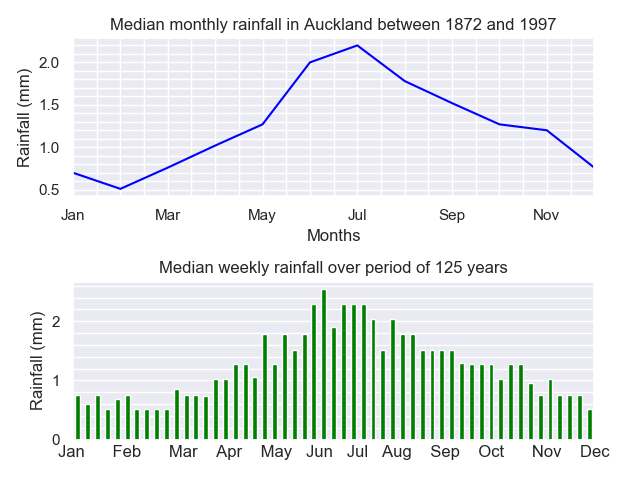 Median monthly rainfall in Auckland between 1872 and 1997
Rainfall (mm)
2.0
1.5
1.0
0.5
Jan Mar May Jul Sep Nov
Months
Median weekly rainfall over period of 125 years
Rainfall (mm)
2
1
0
Jan Feb Mar Apr May Jun Jul Aug Sep Oct Nov Dec